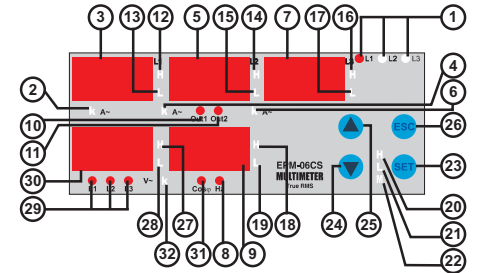 3 13 12 5 15 14 7 17 16 1
L1 L2 L3 L1 L2 L3
H H H
L L L
2 K A~ K A~ K A~ 4 6
10 Out1 Out2 ESC 26
11
30 H H EPM-06CS MULTIMETER True RMS H SET 23
L L L 20
29 L1 L2 L3 V~ K Cosφ Hz M 21
28 32 27 31 8 9 19 18 24 25 22